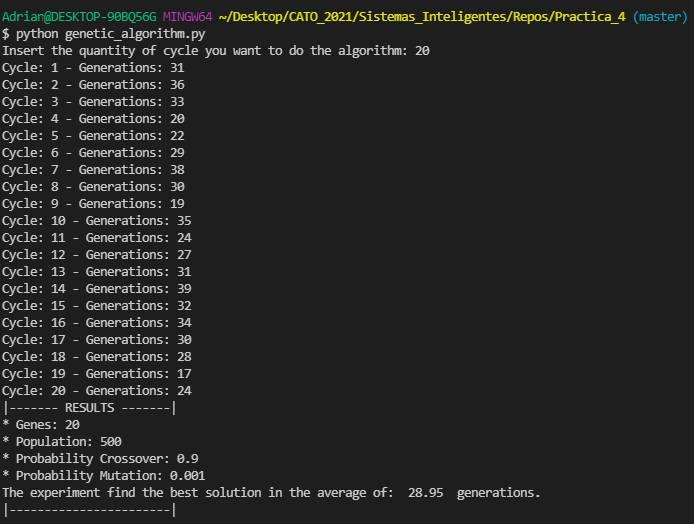 Adrian@DESKTOP-90BQ56G MINGW64 ~/Desktop/CATO_2021/Sistemas_Inteligentes/Repos/Practica_4 (master)
$ python genetic_algorithm.py
Insert the quantity of cycle you want to do the algorithm: 20
Cycle: 1 - Generations: 31
Cycle: 2 - Generations: 36
Cycle: 3 - Generations: 33
Cycle: 4 - Generations: 20
Cycle: 5 - Generations: 22
Cycle: 6 - Generations: 29
Cycle: 7 - Generations: 38
Cycle: 8 - Generations: 30
Cycle: 9 - Generations: 19
Cycle: 10 - Generations: 35
Cycle: 11 - Generations: 24
Cycle: 12 - Generations: 27
Cycle: 13 - Generations: 31
Cycle: 14 - Generations: 39
Cycle: 15 - Generations: 32
Cycle: 16 - Generations: 34
Cycle: 17 - Generations: 30
Cycle: 18 - Generations: 28
Cycle: 19 - Generations: 17
Cycle: 20 - Generations: 24
|------- RESULTS -------|
* Genes: 20
* Population: 500
* Probability Crossover: 0.9
* Probability Mutation: 0.001
The experiment find the best solution in the average of:  28.95  generations.
|-----------------------|